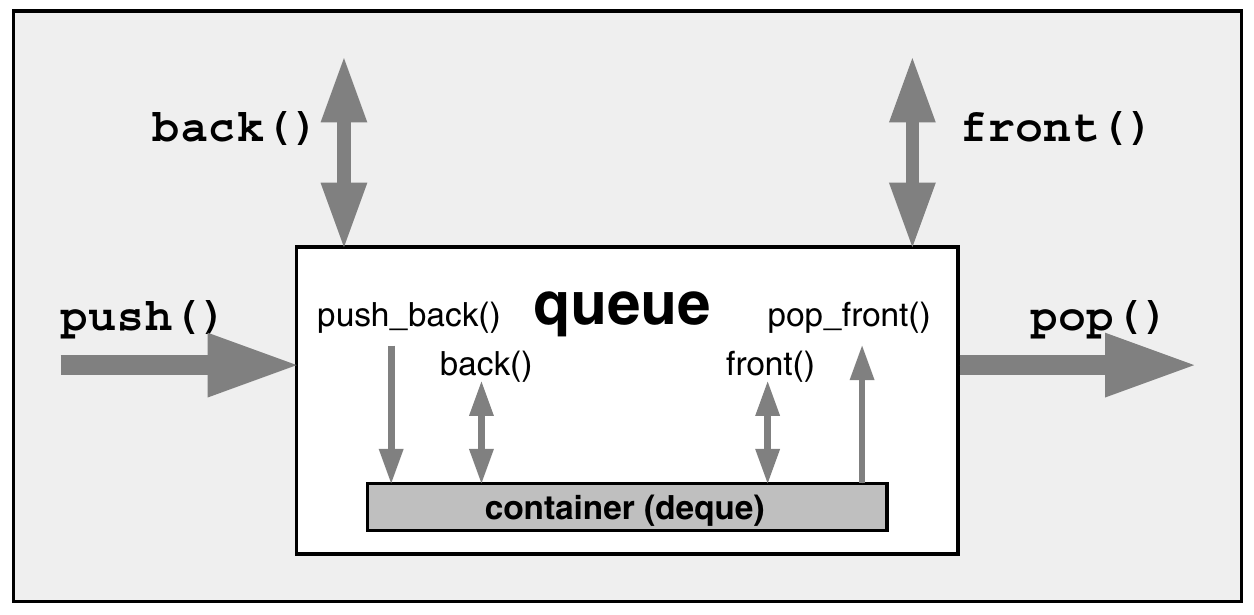 back()
front()
push()
pop()
queue
push_back()
pop_front()
back()
front()
container (deque)